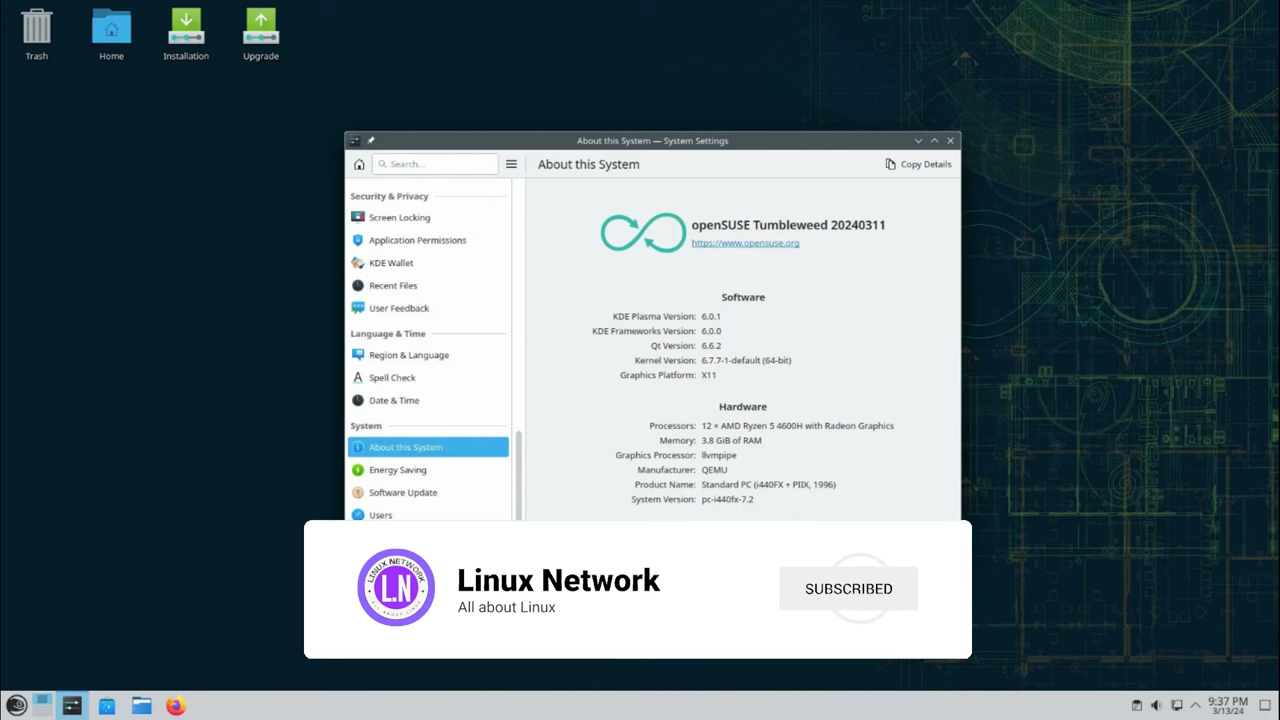 Trash
Home
Installation
Upgrade
About this System — System Settings
Search...
About this System
Copy Details
Security & Privacy
Screen Locking
Application Permissions
KDE Wallet
Recent Files
User Feedback
Language & Time
Region & Language
Spell Check
Date & Time
System
About this System
Energy Saving
Software Update
Users
openSUSE Tumbleweed 20240311
https://www.opensuse.org
Software
KDE Plasma Version: 6.0.1
KDE Frameworks Version: 6.0.0
Qt Version: 6.6.2
Kernel Version: 6.7.7-1-default (64-bit)
Graphics Platform: X11
Hardware
Processors: 12 × AMD Ryzen 5 4600H with Radeon Graphics
Memory: 3.8 GiB of RAM
Graphics Processor: llvmpipe
Manufacturer: QEMU
Product Name: Standard PC (i440FX + PIIX, 1996)
System Version: pc-i440fx-7.2
LINUX NETWORK
L.N
ALL ABOUT LINUX
Linux Network
All about Linux
SUBSCRIBED
9:37 PM
3/13/24